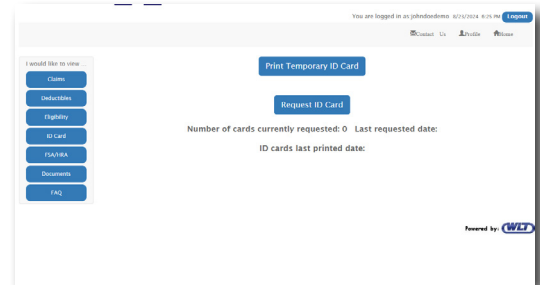 You are logged in as johndoedemo 8/26/2024 8:25 PM Logout
Contact Us Profile Home
I would like to view ...
Claims
Deductibles
Eligibility
ID Card
FSA/HRA
Documents
FAQ
Print Temporary ID Card
Request ID Card
Number of cards currently requested: 0 Last requested date:
ID cards last printed date:
Powered by: WLT